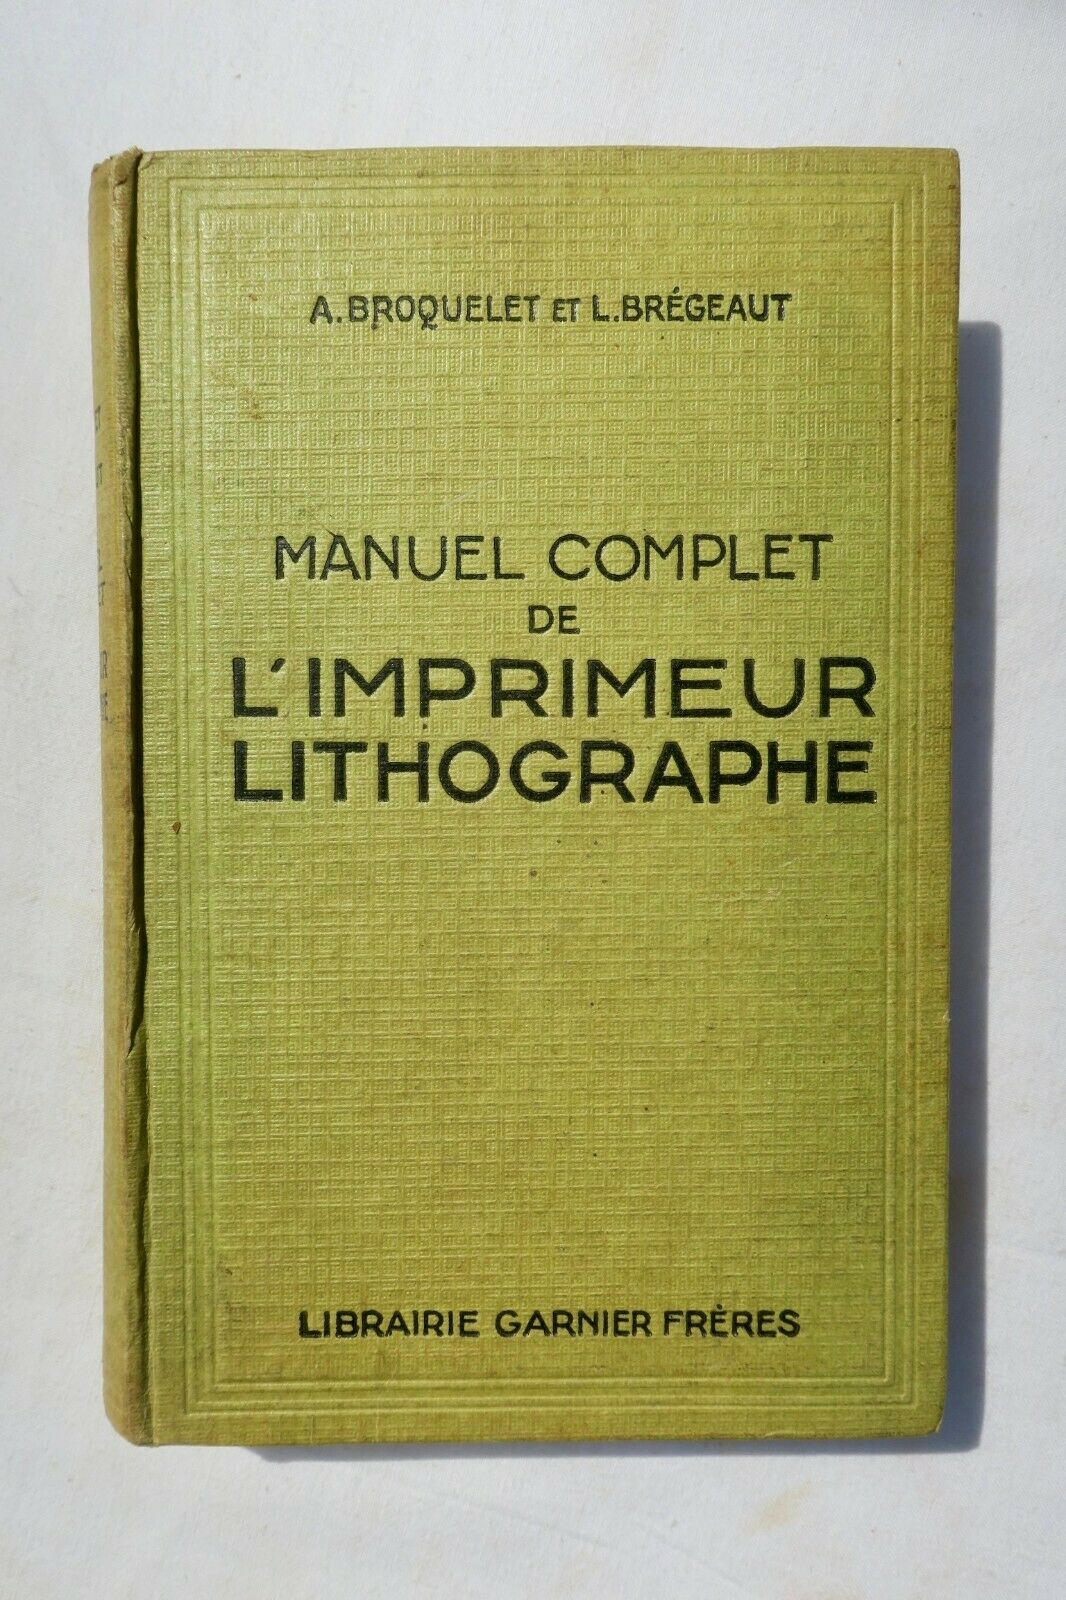 A. BROQUELET ET L. BRÉGEAUT
MANUEL COMPLET
DE
L'IMPRIMEUR
LITHOGRAPHE
LIBRAIRIE GARNIER FRÈRES